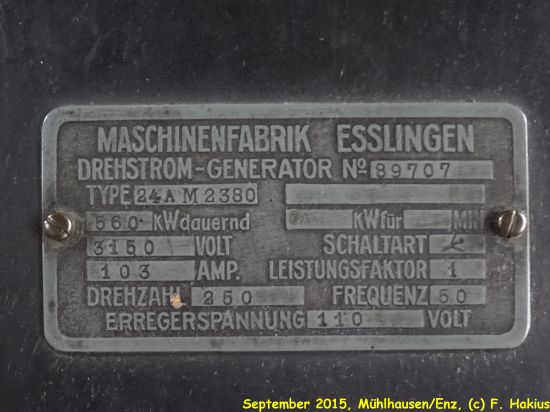 MASCHINENFABRIK ESSLINGEN
DREHSTROM-GENERATOR No 89707
TYPE 24A M 2380
560 KW dauernd KW für MIN
3150 VOLT SCHALTART
103 AMP. LEISTUNGSFAKTOR 1
DREHZAHL 250 FREQUENZ 50
ERREGERSPANNUNG 110 VOLT
September 2015, Mühlhausen/Enz, (c) F. Hakius